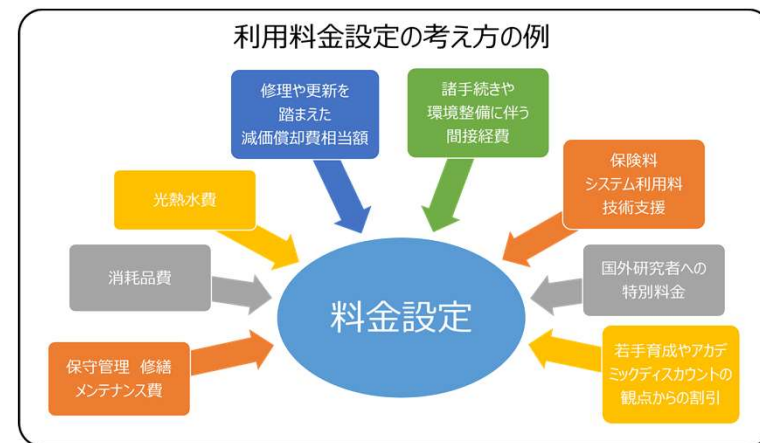 利用料金設定の考え方の例
修理や更新を
踏まえた
減価償却費相当額
諸手続きや
環境整備に伴う
間接経費
光熱水費
保険料
システム利用料
技術支援
消耗品費
国外研究者への
特別料金
料金設定
保守管理 修繕
メンテナンス費
若手育成やアカデ
ミックディスカウントの
観点からの割引